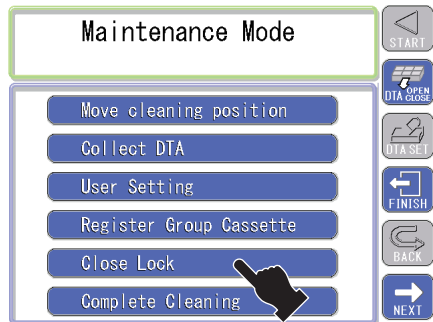 Maintenance Mode
Move cleaning position
Collect DTA
User Setting
Register Group Cassette
Close Lock
Complete Cleaning
START
OPEN
DTA CLOSE
DTA SET
FINISH
BACK
NEXT